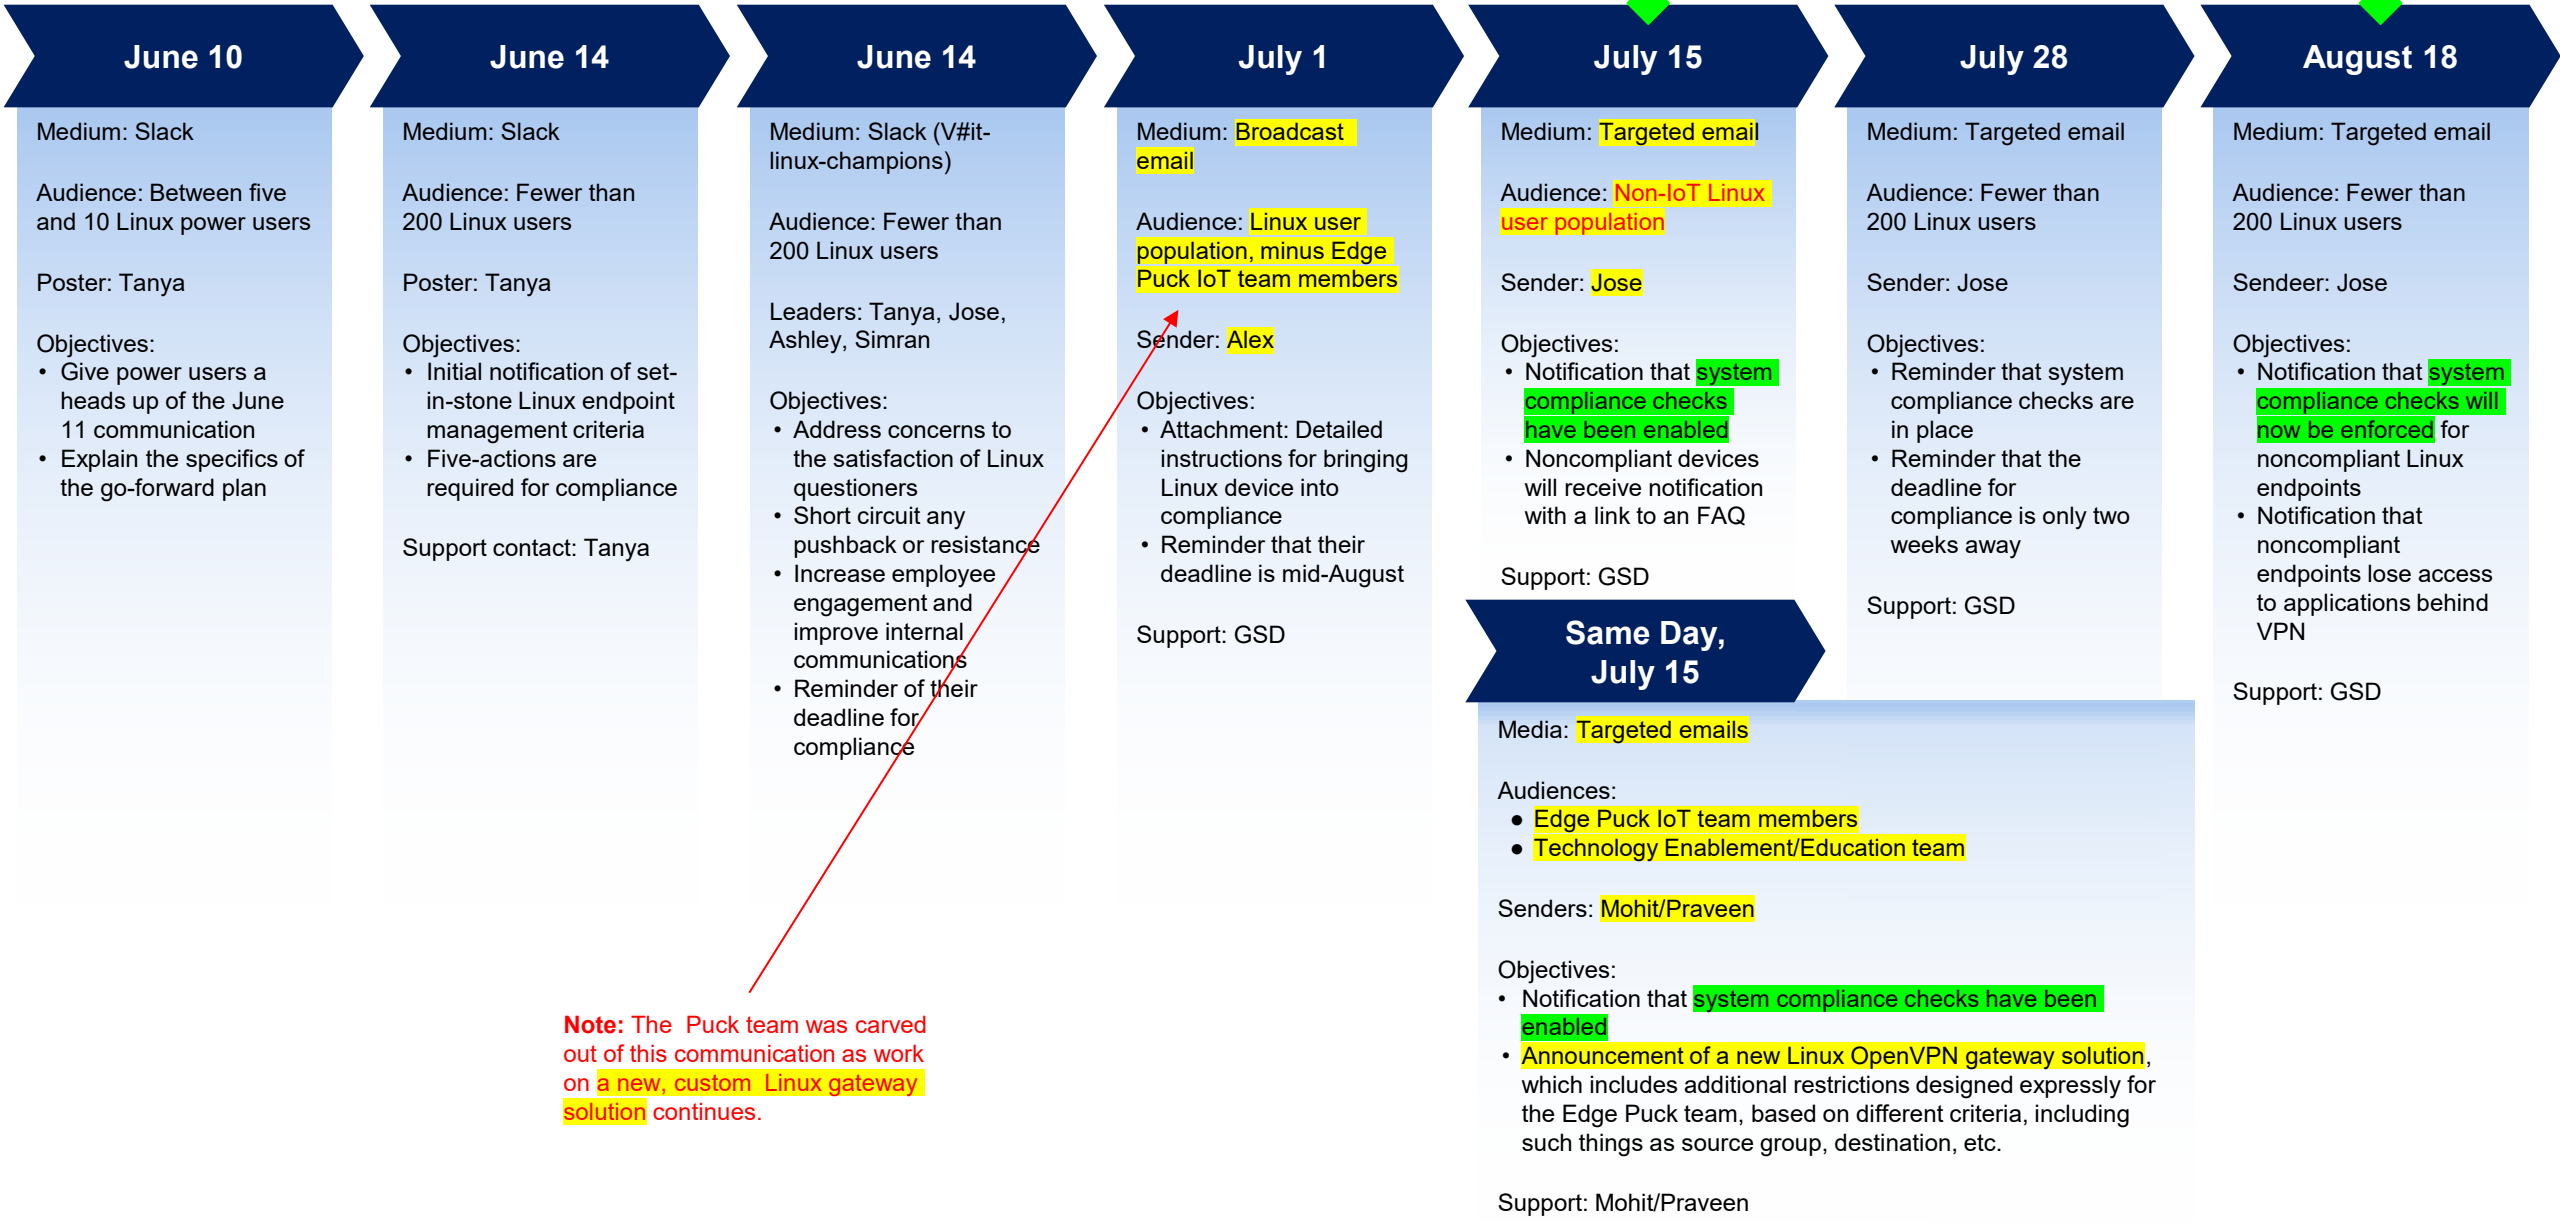 June 10
Medium: Slack
Audience: Between five
and 10 Linux power users
Poster: Tanya
Objectives:
• Give power users a
heads up of the June
11 communication
• Explain the specifics of
the go-forward plan
June 14
Medium: Slack
Audience: Fewer than
200 Linux users
Poster: Tanya
Objectives:
• Initial notification of set-
in-stone Linux endpoint
management criteria
• Five-actions are
required for compliance
Support contact: Tanya
June 14
Medium: Slack (V#it-
linux-champions)
Audience: Fewer than
200 Linux users
Leaders: Tanya, Jose,
Ashley, Simran
Objectives:
• Address concerns to
the satisfaction of Linux
questioners
• Short circuit any
pushback or resistance
• Increase employee
engagement and
improve internal
communications
• Reminder of their
deadline for
compliance
July 1
Medium: Broadcast
email
Audience: Linux user
population, minus Edge
Puck IoT team members
Sender: Alex
Objectives:
• Attachment: Detailed
instructions for bringing
Linux device into
compliance
• Reminder that their
deadline is mid-August
Support: GSD
Note: The  Puck team was carved
out of this communication as work
on a new, custom  Linux gateway
solution continues.
July 15
Medium: Targeted email
Audience: Non-IoT Linux
user population
Sender: Jose
Objectives:
• Notification that system
compliance checks
have been enabled
• Noncompliant devices
will receive notification
with a link to an FAQ
Support: GSD
Same Day,
July 15
Media: Targeted emails
Audiences:
● Edge Puck IoT team members
● Technology Enablement/Education team
Senders: Mohit/Praveen
Objectives:
• Notification that system compliance checks have been
enabled
• Announcement of a new Linux OpenVPN gateway solution,
which includes additional restrictions designed expressly for
the Edge Puck team, based on different criteria, including
such things as source group, destination, etc.
Support: Mohit/Praveen
July 28
Medium: Targeted email
Audience: Fewer than
200 Linux users
Sender: Jose
Objectives:
• Reminder that system
compliance checks are
in place
• Reminder that the
deadline for
compliance is only two
weeks away
Support: GSD
August 18
Medium: Targeted email
Audience: Fewer than
200 Linux users
Sendeer: Jose
Objectives:
• Notification that system
compliance checks will
now be enforced for
noncompliant Linux
endpoints
• Notification that
noncompliant
endpoints lose access
to applications behind
VPN
Support: GSD